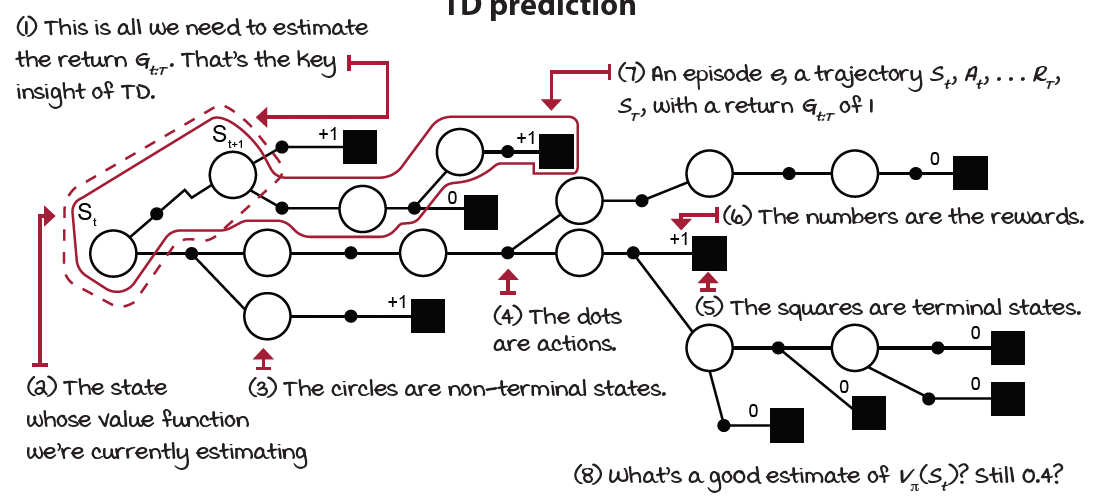 TD prediction
(1) This is all we need to estimate
the return G_{t:T}. That's the key
insight of TD.
(7) An episode e, a trajectory S_t, A_t, ... R_T,
S_T, with a return G_{t:T} of 1
S_{t+1}
+1
+1
0
0
S_t
(6) The numbers are the rewards.
+1
+1
(4) The dots
are actions.
(5) The squares are terminal states.
0
0
0
0
(2) The state
whose value function
we're currently estimating
(3) The circles are non-terminal states.
(8) What's a good estimate of v_π(S_t)? Still 0.4?